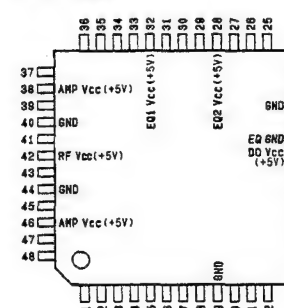 36 35 34 33 32 31 30 29 28 27 26 25
EQ1 Vcc(+5V)
EQ2 Vcc(+5V)
37
38 AMP Vcc(+5V)
39
GND
40 GND
41
EQ GND
42 RF Vcc(+5V)
DO Vcc
(+5V)
43
44 GND
45
46 AMP Vcc(+5V)
47
48
GND